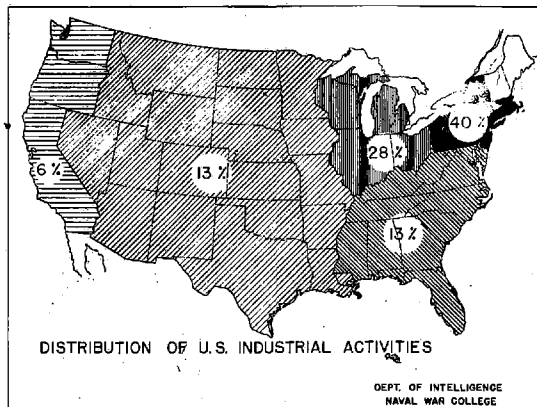 40 %
28 %
6 %
13 %
13 %
DISTRIBUTION OF U.S. INDUSTRIAL ACTIVITIES
DEPT. OF INTELLIGENCE
NAVAL WAR COLLEGE